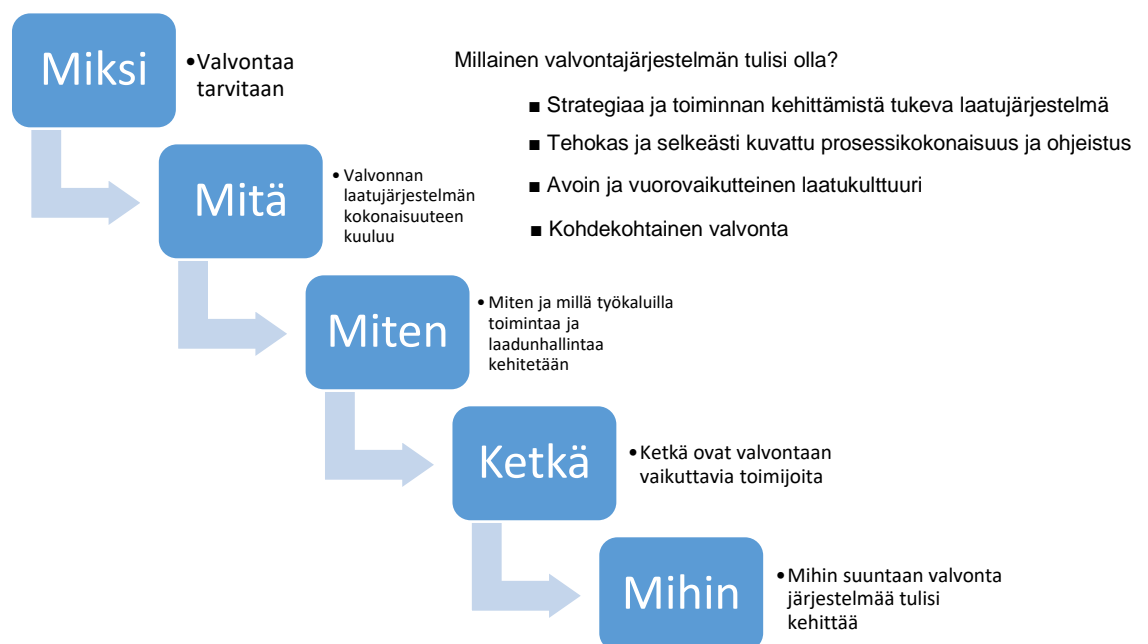 Miksi
•Valvontaa
tarvitaan
Millainen valvontajärjestelmän tulisi olla?
■ Strategiaa ja toiminnan kehittämistä tukeva laatujärjestelmä
■ Tehokas ja selkeästi kuvattu prosessikokonaisuus ja ohjeistus
■ Avoin ja vuorovaikutteinen laatukulttuuri
■ Kohdekohtainen valvonta
Mitä
• Valvonnan
laatujärjestelmän
kokonaisuuteen
kuuluu
Miten
• Miten ja millä työkaluilla
toimintaa ja
laadunhallintaa
kehitetään
Ketkä
•Ketkä ovat valvontaan
vaikuttavia toimijoita
Mihin
•Mihin suuntaan valvonta
järjestelmää tulisi
kehittää